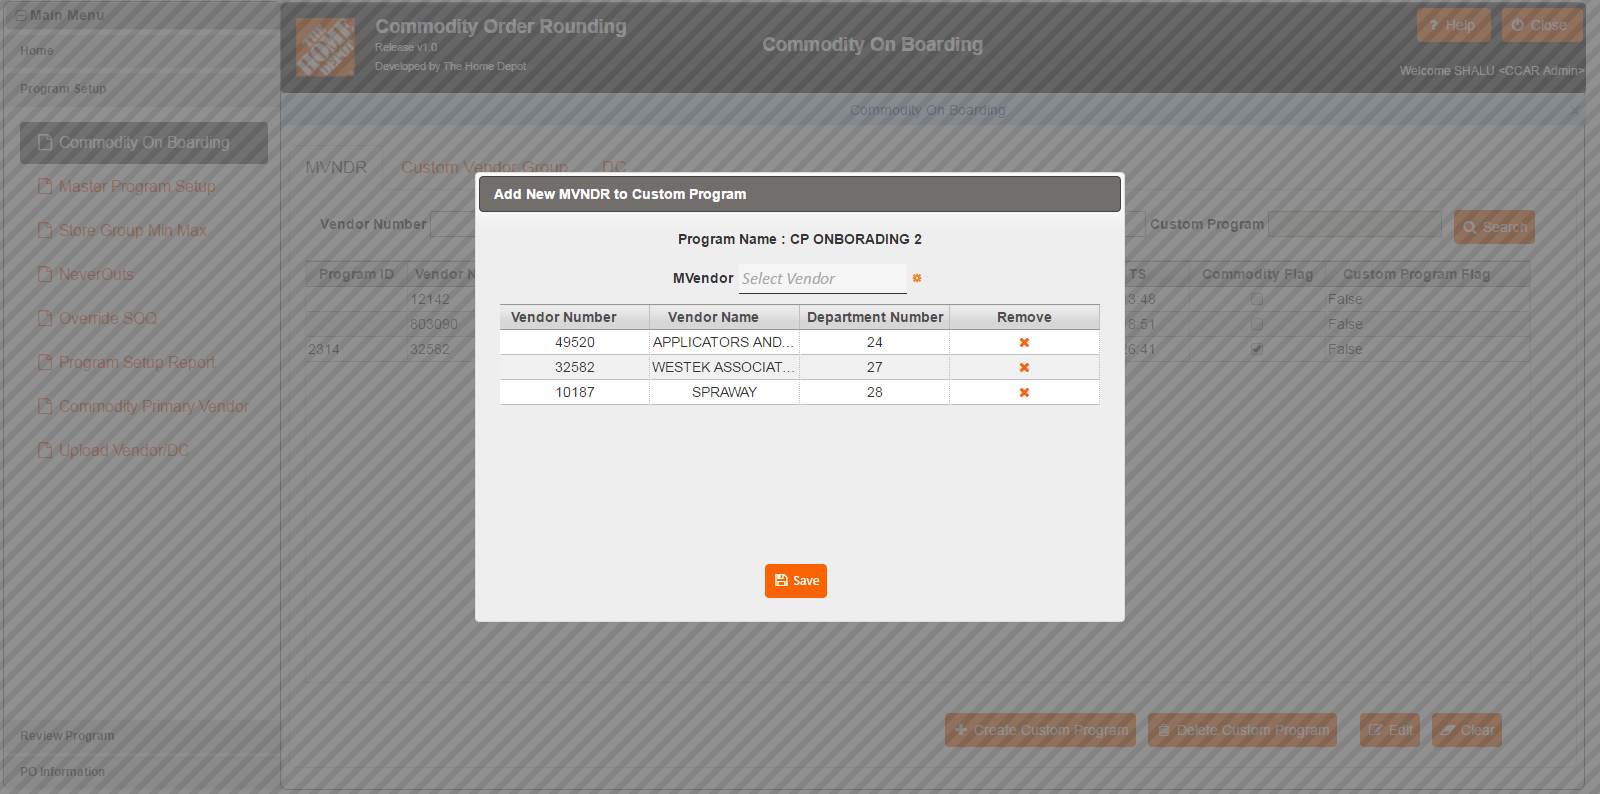 Main Menu
Home
Program Setup
Commodity On Boarding
Master Program Setup
Store Group Min Max
NeverOuts
Override SOQ
Program Setup Report
Commodity Primary Vendor
Upload Vendor/DC
Review Program
PO Information
THE HOME DEPOT
Commodity Order Rounding
Release v1.0
Developed by The Home Depot
Commodity On Boarding
? Help
Close
Welcome SHALU <CCAR Admin>
Commodity On Boarding
MVNDR Custom Vendor Group DC
Vendor Number Custom Program Search
Program ID Vendor N TS Commodity Flag Custom Program Flag
12142 3:48 False
803090 8:51 False
2314 32582 6:41 False
Add New MVNDR to Custom Program
Program Name : CP ONBORADING 2
MVendor Select Vendor
Vendor Number Vendor Name Department Number Remove
49520 APPLICATORS AND... 24
32582 WESTEK ASSOCIAT... 27
10187 SPRAWAY 28
Save
Create Custom Program Delete Custom Program Edit Clear